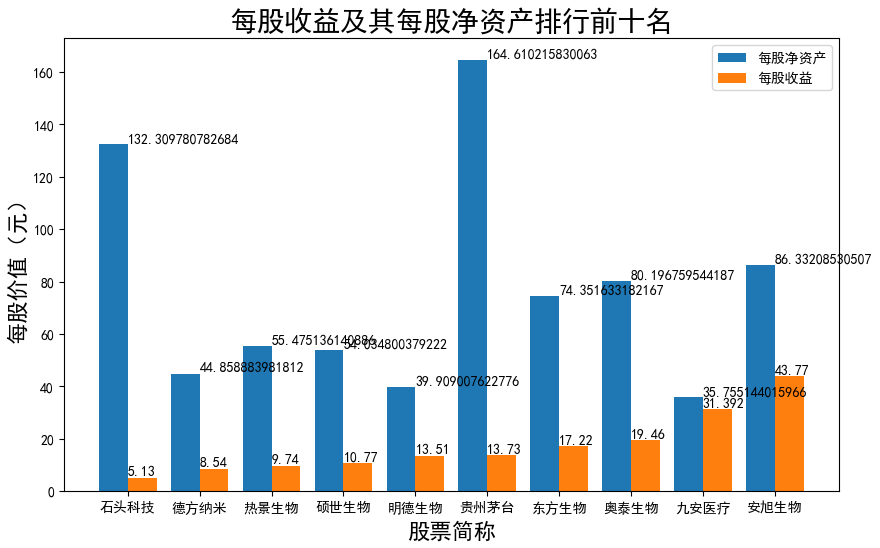 每股收益及其每股净资产排行前十名
每股净资产
每股收益
每股价值（元）
160
140
120
100
80
60
40
20
0
132.309780782684
44.858883981812
55.475136140886
54.034800379222
39.909007622776
164.610215830063
74.351633182167
80.196759544187
35.755144015966
86.33208530507
5.13
8.54
9.74
10.77
13.51
13.73
17.22
19.46
31.392
43.77
石头科技
德方纳米
热景生物
硕世生物
明德生物
贵州茅台
东方生物
奥泰生物
九安医疗
安旭生物
股票简称